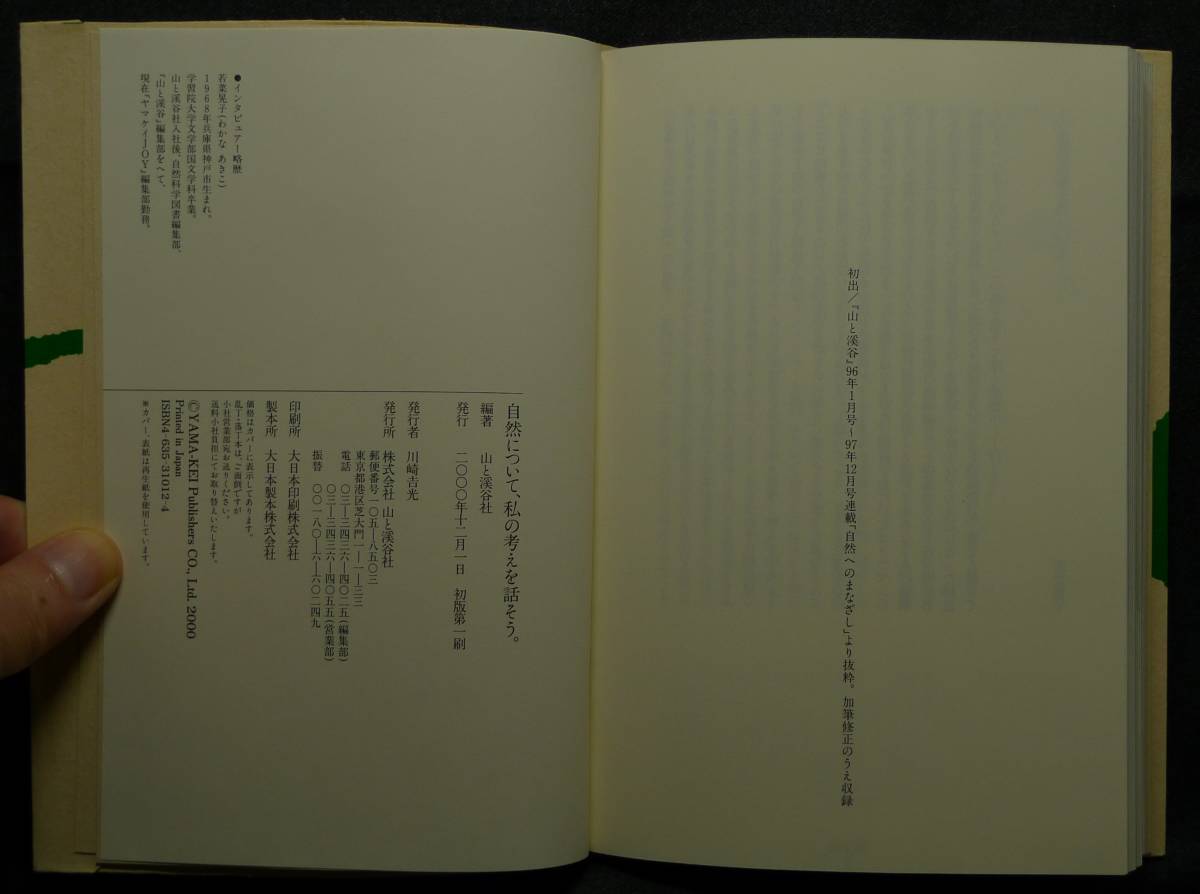 初出／『山と溪谷』96年1月号〜97年12月号連載「自然へのまなざし」より抜粋。加筆修正のうえ収録
●インタビュアー略歴
若菜晃子（わかな あきこ）
1968年兵庫県神戸市生まれ。
学習院大学文学部国文学科卒業。
山と溪谷社入社後、自然科学図書編集部、
『山と溪谷』編集部をへて、
現在『ヤマケイJOY』編集部勤務。
自然について、私の考えを話そう。
編著 山と溪谷社
発行 二〇〇〇年十二月一日 初版第一刷
発行者 川崎吉光
発行所 株式会社 山と溪谷社
郵便番号一〇五―八五〇三
東京都港区芝大門一―一―三三
電話 〇三―三四三六―四〇二五（編集部）
〇三―三四三六―四〇五五（営業部）
振替 〇〇一八〇―六―六〇二四九
印刷所 大日本印刷株式会社
製本所 大日本製本株式会社
価格はカバーに表示してあります。
乱丁・落丁本は、ご面倒ですが
小社営業部宛お送りください。
送料小社負担にてお取り替えいたします。
©YAMA-KEI Publishers CO., Ltd. 2000
Printed in Japan
ISBN4-635-31012-4
※カバー、表紙は再生紙を使用しています。